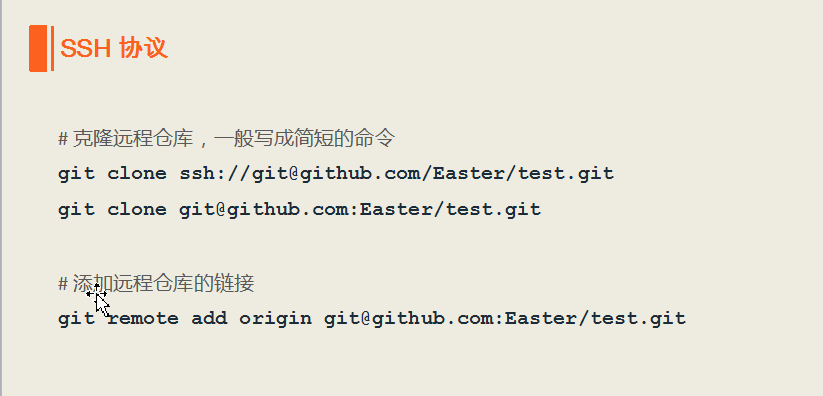 SSH 协议
# 克隆远程仓库，一般写成简短的命令
git clone ssh://git@github.com/Easter/test.git
git clone git@github.com:Easter/test.git
# 添加远程仓库的链接
git remote add origin git@github.com:Easter/test.git